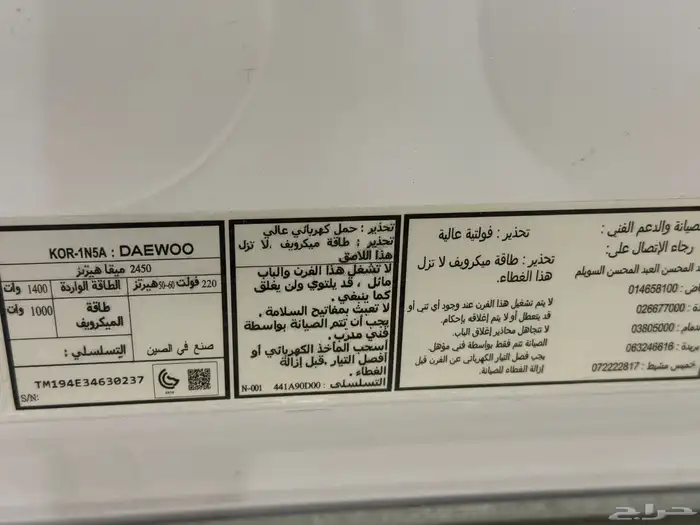 KOR-1N5A : DAEWOO
2450 ميقا هيرتز
220 فولت 50-60 هيرتز
الطاقة الواردة
1400 وات
طاقة الميكرويف
1000 وات
صنع في الصين
التسلسلي :
TM194E34630237
S/N:
تحذير : حمل كهربائي عالي
تحذير : طاقة ميكرويف .لا تزل
هذا اللاصق
لا تشغل هذا الفرن والباب
مائل ، قد يلتوي ولن يغلق
كما ينبغي.
لا تعبث بمفاتيح السلامة ,
يجب أن تتم الصيانة بواسطة
فني مدرب.
أسحب المأخذ الكهربائي أو
أفصل التيار .قبل إزالة
الغطاء.
التسلسلي : 441A90D00
N-001
تحذير : فولتية عالية
تحذير : طاقة ميكرويف لا تزل
هذا الغطاء.
لا يتم تشغيل هذا الفرن عند وجود أي تنى أو
قد يتعطل أو لا يتم إغلاقه بإحكام.
لا تتجاهل محاذير إغلاق الباب.
الصيانة تتم فقط بواسطة فني مؤهل
يجب فصل التيار الكهربائي عن الفرن قبل
إزالة الغطاء للصيانة.
صيانة والدعم الفني :
رجاء الإتصال على:
المحسن العبد المحسن السويلم
014658100 :
026677000 :
03805000 :
063246616 :
خميس مشيط : 072222817
حراج